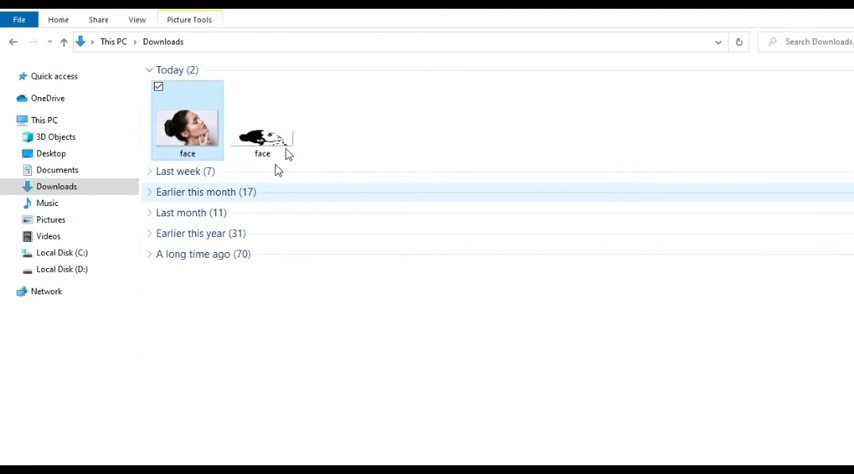 File Home Share View Picture Tools
This PC Downloads Search Downloads
Quick access
OneDrive
This PC
3D Objects
Desktop
Documents
Downloads
Music
Pictures
Videos
Local Disk (C:)
Local Disk (D:)
Network
Today (2)
face face
Last week (7)
Earlier this month (17)
Last month (11)
Earlier this year (31)
A long time ago (70)